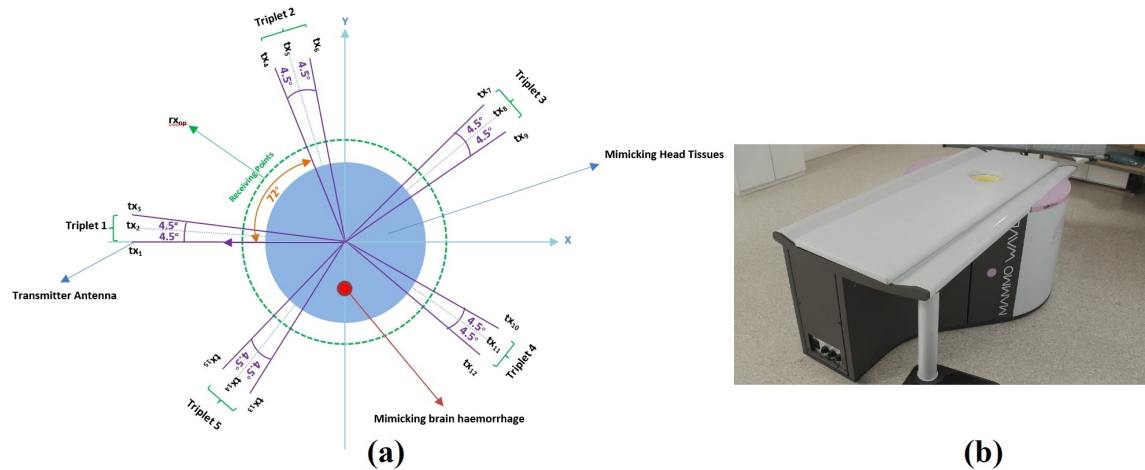 Triplet 2
Y
tx4
tx5
tx6
4.5°
4.5°
Triplet 3
tx7
tx8
tx9
4.5°
4.5°
rxnp
Receiving Points
72°
Mimicking Head Tissues
Triplet 1
tx3
tx2
tx1
4.5°
4.5°
X
Transmitter Antenna
tx10
tx11
tx12
4.5°
4.5°
Triplet 4
tx15
tx14
tx13
4.5°
4.5°
Triplet 5
Mimicking brain haemorrhage
MAMMO WAVE
(a)
(b)